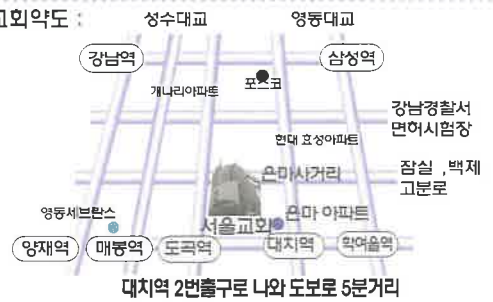 교회약도 :
성수대교 영동대교
강남역 삼성역
개나리아파트 포스코
강남경찰서
면허시험장
현대 효성아파트
잠실 ,백제
고분로
은마사거리
영동세브란스
서울교회 은마 아파트
양재역 매봉역 도곡역 대치역 학여울역
대치역 2번출구로 나와 도보로 5분거리